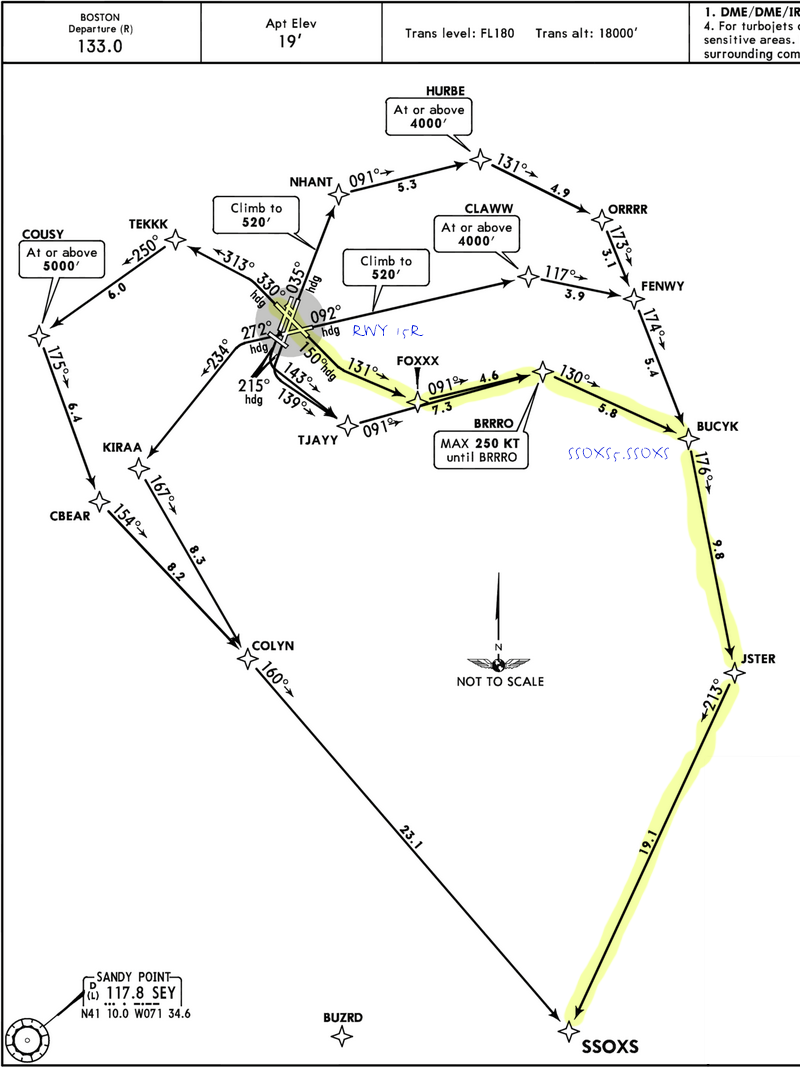 BOSTON
Departure (R)
133.0
Apt Elev
19'
Trans level: FL180 Trans alt: 18000'
1. DME/DME/IR
4. For turbojets
sensitive areas.
surrounding com
HURBE
At or above
4000'
NHANT
091°
5.3
131°
4.9
ORRRR
Climb to
520'
TEKKK
CLAWW
At or above
4000'
173°
3.1
COUSY
At or above
5000'
250°
6.0
313°
330°
hdg
035°
hdg
Climb to
520'
117°
3.9
FENWY
092°
hdg
RWY 15R
174°
5.4
272°
hdg
234°
150°
hdg
131°
FOXXX
091°
4.6
7.3
130°
5.8
175°
6.4
215°
hdg
143°
139°
TJAYY
091°
BRRRO
MAX 250 KT
until BRRRO
BUCYK
SSOXS5.SSOXS
176°
9.8
KIRAA
167°
8.3
CBEAR
154°
8.2
COLYN
160°
N
NOT TO SCALE
JSTER
213°
23.1
19.1
SANDY POINT
D
(L) 117.8 SEY
N41 10.0 W071 34.6
BUZRD
SSOXS